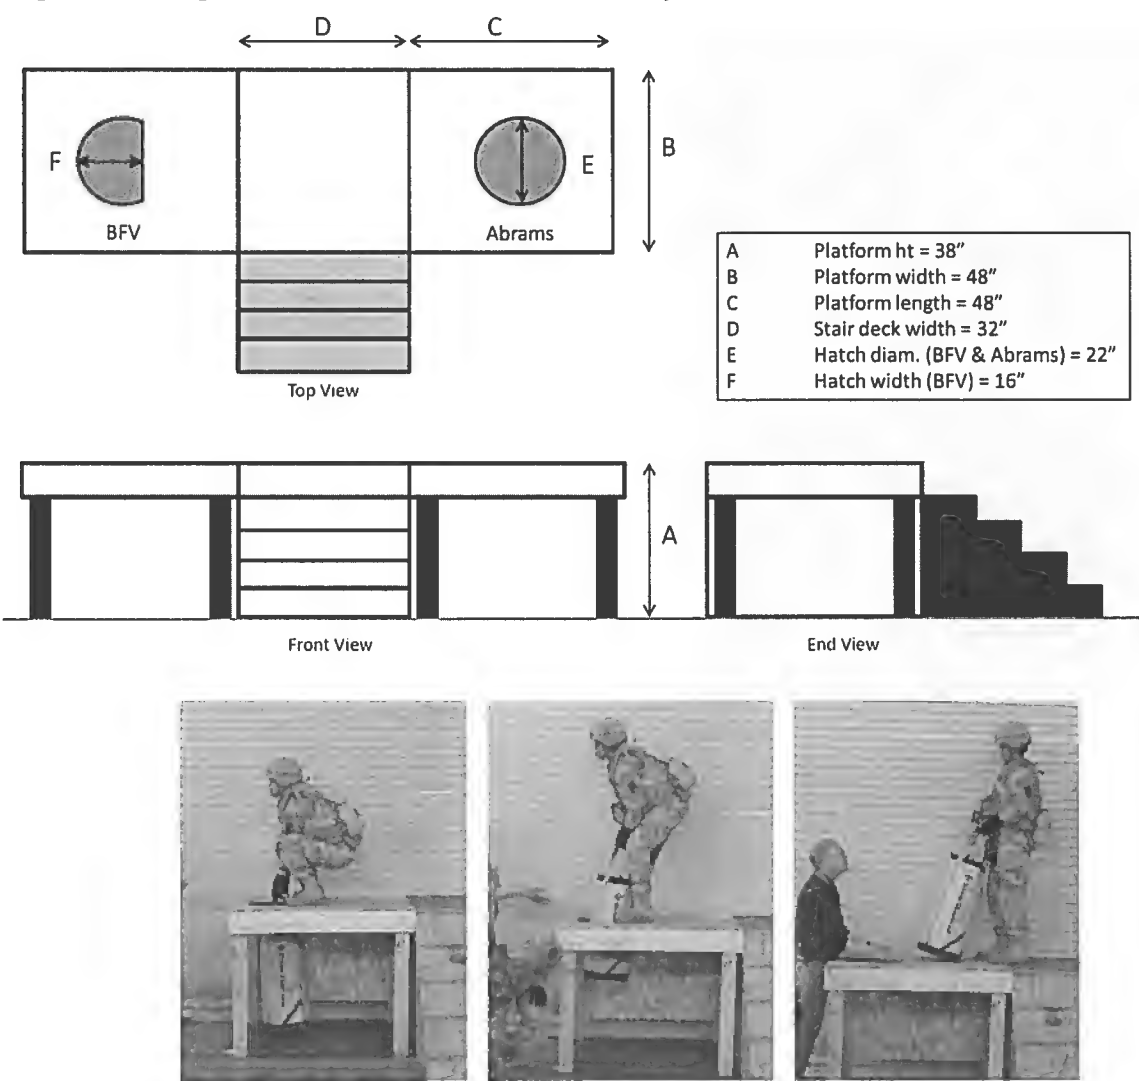 D
C
F
E
B
BFV
Abrams
Top View
A Platform ht = 38"
B Platform width = 48"
C Platform length = 48"
D Stair deck width = 32"
E Hatch diam. (BFV & Abrams) = 22"
F Hatch width (BFV) = 16"
A
Front View
End View